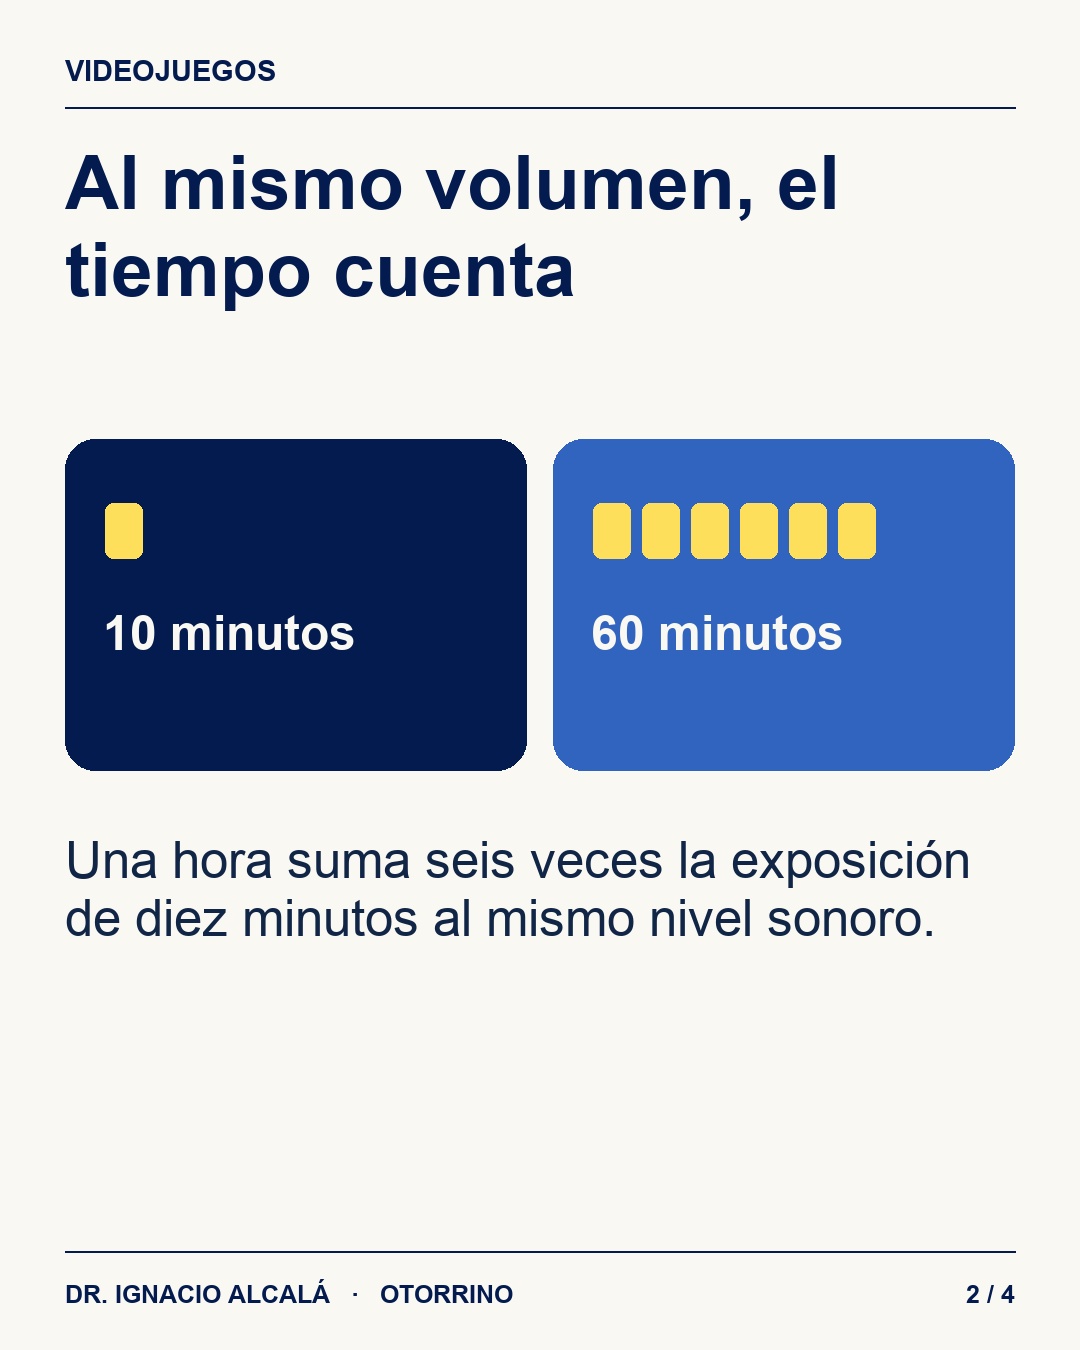 VIDEOJUEGOS
Al mismo volumen, el
tiempo cuenta
10 minutos
60 minutos
Una hora suma seis veces la exposición
de diez minutos al mismo nivel sonoro.
DR. IGNACIO ALCALÁ · OTORRINO
2 / 4